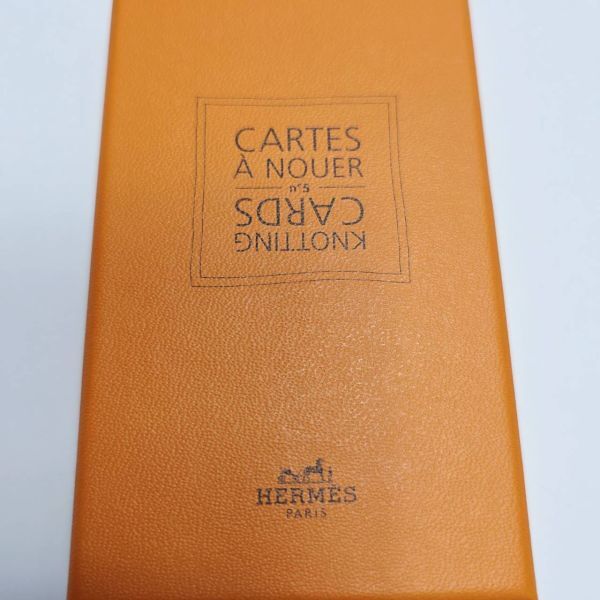 CARTES
À NOUER
n°5
KNOTTING
CARDS
HERMÈS
PARIS